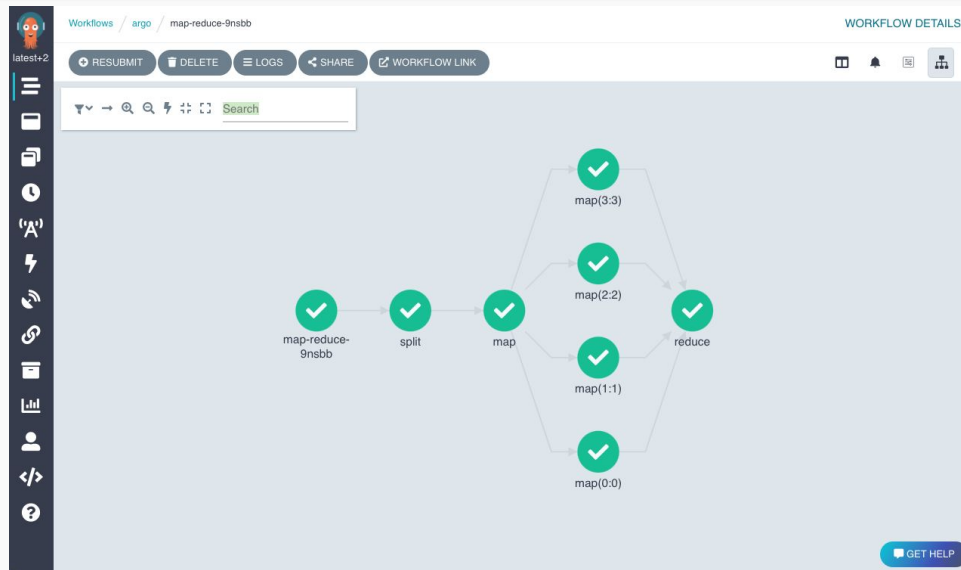 Workflows / argo / map-reduce-9nsbb
WORKFLOW DETAILS
latest+2
RESUBMIT DELETE LOGS SHARE WORKFLOW LINK
Search
map(3:3)
map(2:2)
map-reduce-
9nsbb
split
map
reduce
map(1:1)
map(0:0)
GET HELP